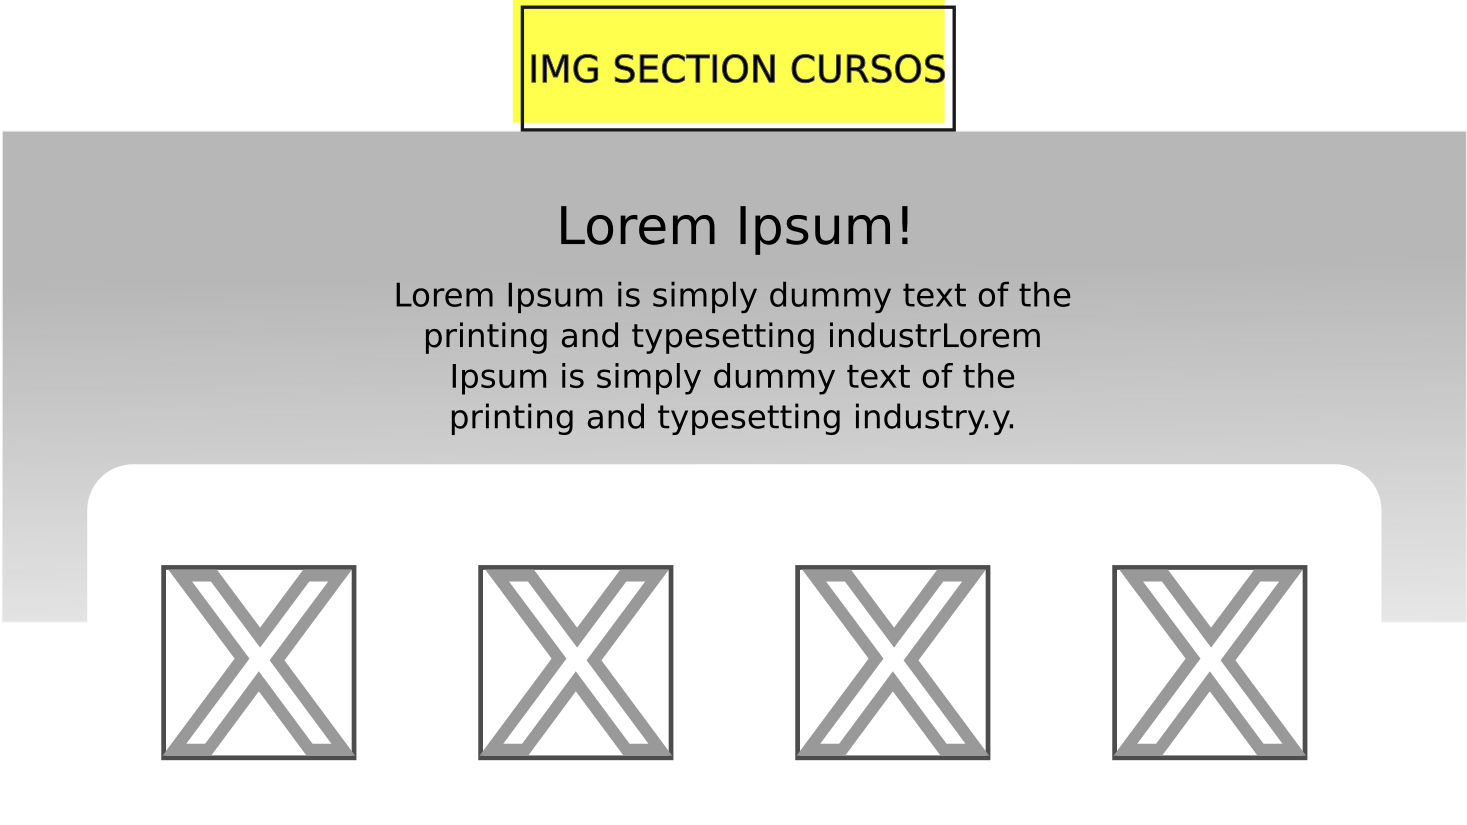 IMG SECTION CURSOS
Lorem Ipsum!
Lorem Ipsum is simply dummy text of the
printing and typesetting industrLorem
Ipsum is simply dummy text of the
printing and typesetting industry.y.